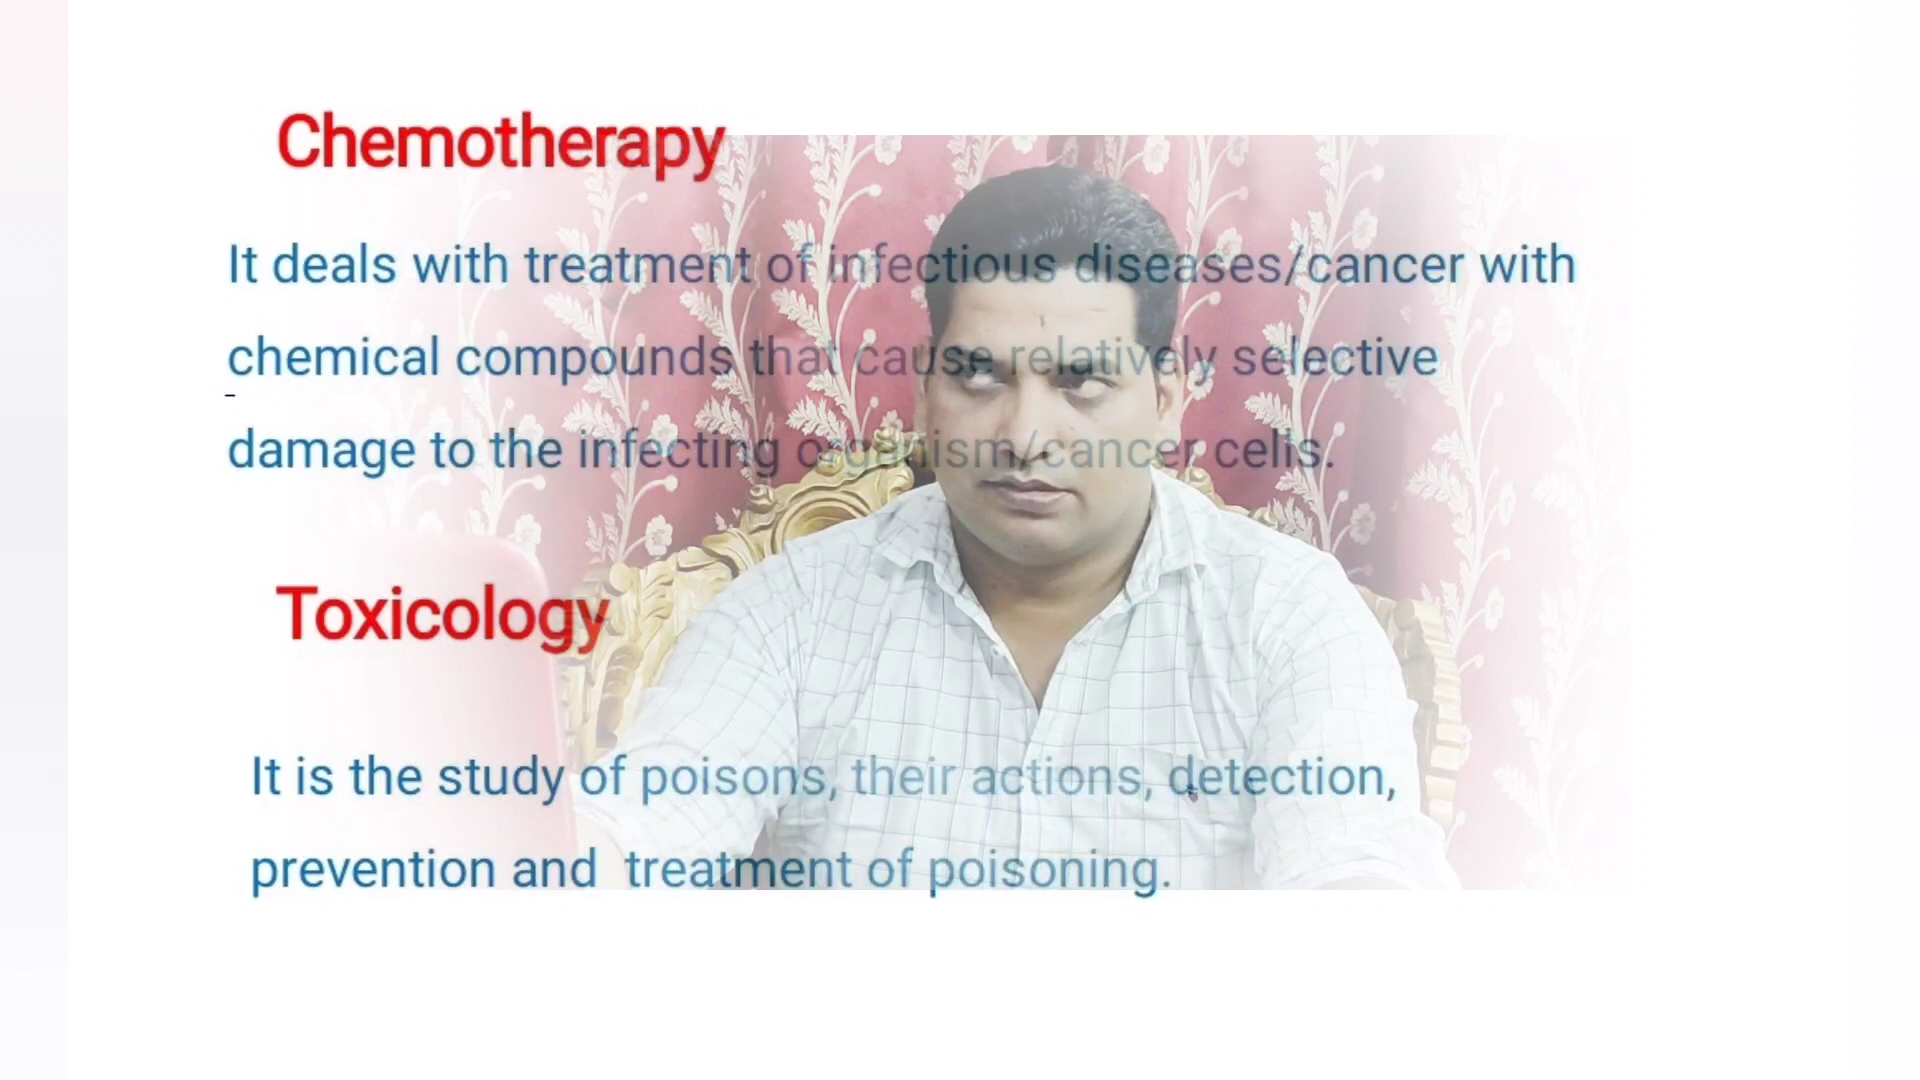 Chemotherapy
It deals with treatment of infectious diseases/cancer with
chemical compounds that cause relatively selective
damage to the infecting organism/cancer cells.
Toxicology
It is the study of poisons, their actions, detection,
prevention and treatment of poisoning.